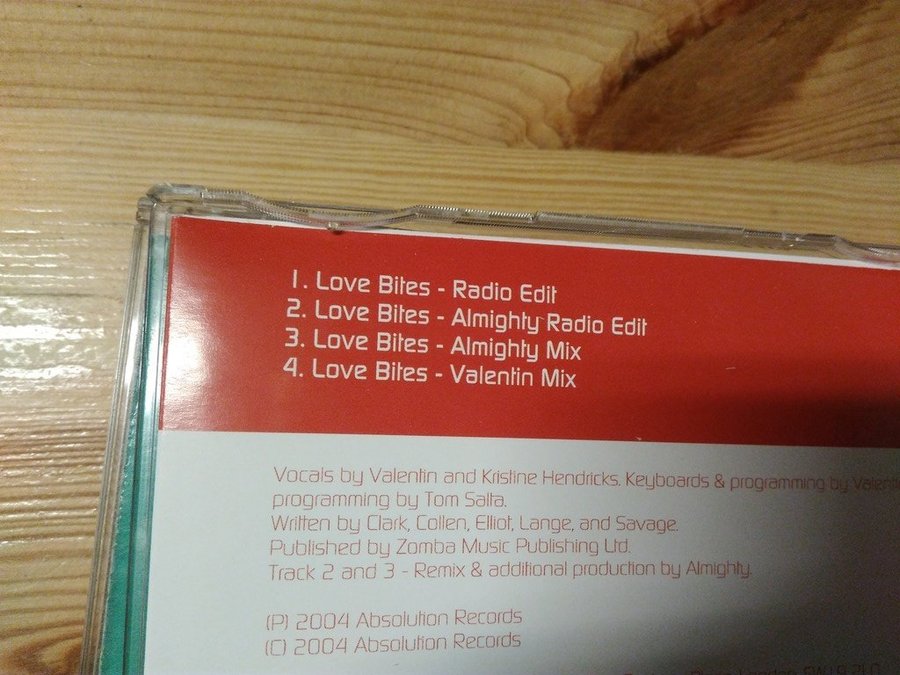 1. Love Bites - Radio Edit
2. Love Bites - Almighty Radio Edit
3. Love Bites - Almighty Mix
4. Love Bites - Valentin Mix
Vocals by Valentin and Kristine Hendricks. Keyboards & programming by
programming by Tom Salta.
Written by Clark, Collen, Elliot, Lange, and Savage.
Published by Zomba Music Publishing Ltd.
Track 2 and 3 - Remix & additional production by Almighty.
(P) 2004 Absolution Records
(C) 2004 Absolution Records
London